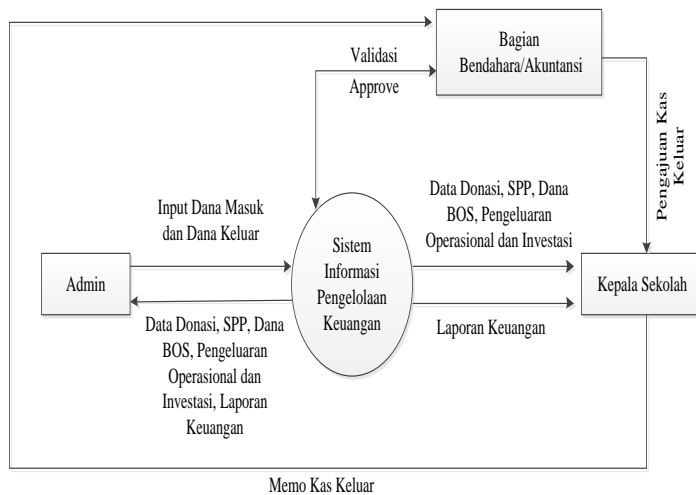 Bagian
Bendahara/Akuntansi
Validasi
Approve
Pengajuan Kas
Keluar
Input Dana Masuk
dan Dana Keluar
Data Donasi, SPP, Dana
BOS, Pengeluaran
Operasional dan Investasi
Sistem
Informasi
Pengelolaan
Keuangan
Admin
Kepala Sekolah
Data Donasi, SPP, Dana
BOS, Pengeluaran
Operasional dan
Investasi, Laporan
Keuangan
Laporan Keuangan
Memo Kas Keluar